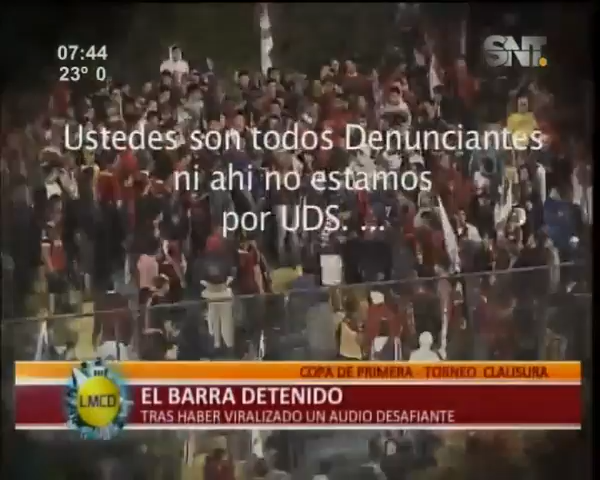 07:44
23° 0
SNT.
Ustedes son todos Denunciantes
ni ahi no estamos
por UDS. ...
COPA DE PRIMERA - TORNEO CLAUSURA
LMCD
EL BARRA DETENIDO
TRAS HABER VIRALIZADO UN AUDIO DESAFIANTE